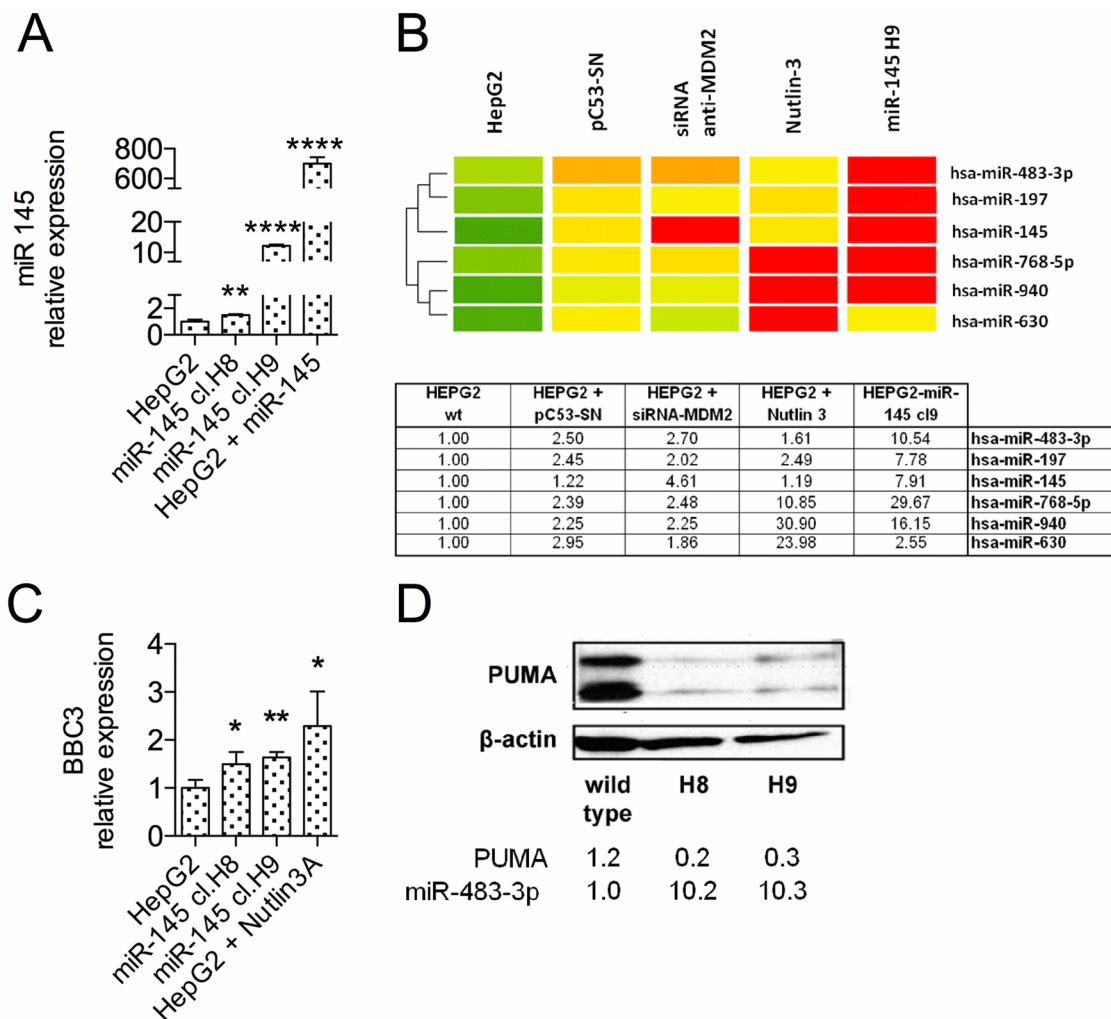 A
miR 145
relative expression
800
600
20
10
2
0
**
****
****
HepG2
miR-145 cl.H8
miR-145 cl.H9
HepG2 + miR-145
B
HepG2
pC53-SN
siRNA
anti-MDM2
Nutlin-3
miR-145 H9
hsa-miR-483-3p
hsa-miR-197
hsa-miR-145
hsa-miR-768-5p
hsa-miR-940
hsa-miR-630
HEPG2 wt HEPG2 + pC53-SN HEPG2 + siRNA-MDM2 HEPG2 + Nutlin 3 HEPG2-miR-145 cl9
1.00 2.50 2.70 1.61 10.54 hsa-miR-483-3p
1.00 2.45 2.02 2.49 7.78 hsa-miR-197
1.00 1.22 4.61 1.19 7.91 hsa-miR-145
1.00 2.39 2.48 10.85 29.67 hsa-miR-768-5p
1.00 2.25 2.25 30.90 16.15 hsa-miR-940
1.00 2.95 1.86 23.98 2.55 hsa-miR-630
C
BBC3
relative expression
4
3
2
1
0
*
**
*
HepG2
miR-145 cl.H8
miR-145 cl.H9
HepG2 + Nutlin3A
D
PUMA
β-actin
wild type H8 H9
PUMA 1.2 0.2 0.3
miR-483-3p 1.0 10.2 10.3